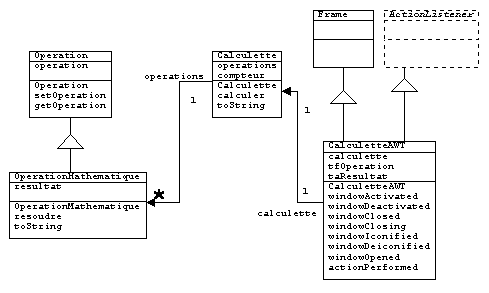 Frame
ActionListener
Operation
operation
Operation
setOperation
getOperation
operations
1
Calculette
operations
compteur
Calculette
calculer
toString
1
OperationMathematique
resultat
OperationMathematique
resoudre
toString
*
1
calculette
CalculetteAWT
calculette
tfOperation
taResultat
CalculetteAWT
windowActivated
windowDeactivated
windowClosed
windowClosing
windowIconified
windowDeiconified
windowOpened
actionPerformed